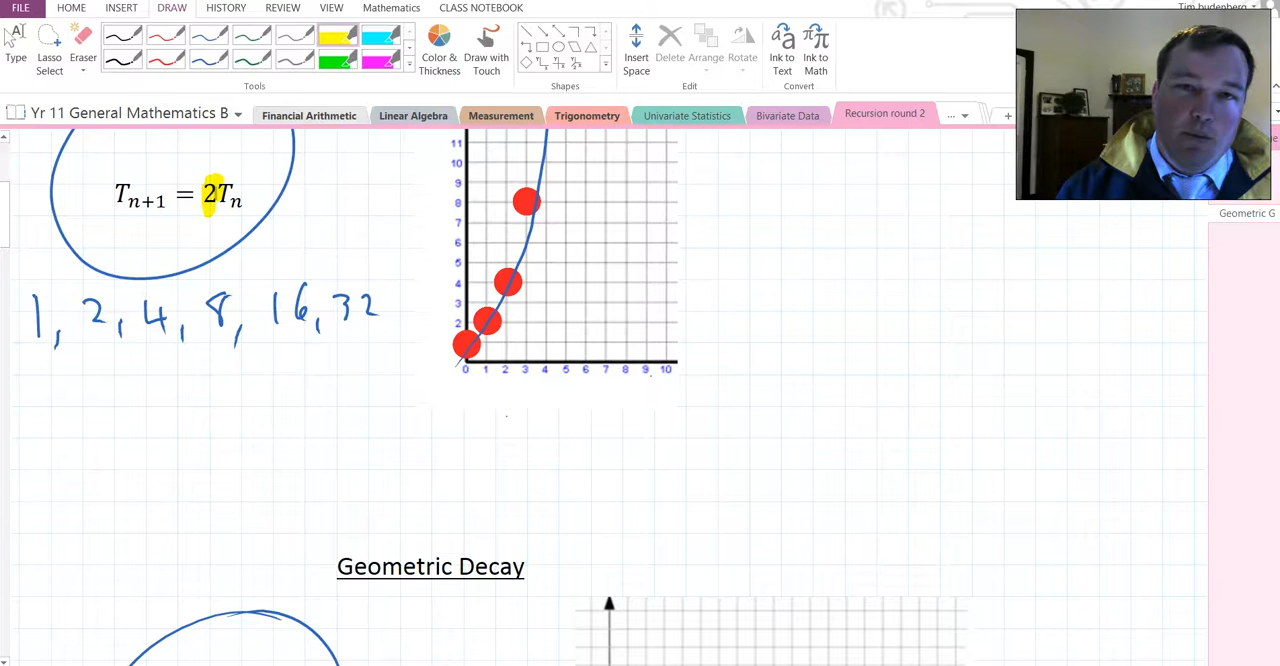 FILE HOME INSERT DRAW HISTORY REVIEW VIEW Mathematics CLASS NOTEBOOK
Type
Lasso Select
Eraser
Color & Thickness
Draw with Touch
Insert Space
Delete
Arrange
Rotate
Ink to Text
Ink to Math
Tools
Shapes
Edit
Convert
Yr 11 General Mathematics B
Financial Arithmetic Linear Algebra Measurement Trigonometry Univariate Statistics Bivariate Data Recursion round 2 ...
Geometric G
T_{n+1} = 2T_n
1, 2, 4, 8, 16, 32
11
10
9
8
7
6
5
4
3
2
0 1 2 3 4 5 6 7 8 9 10
Geometric Decay